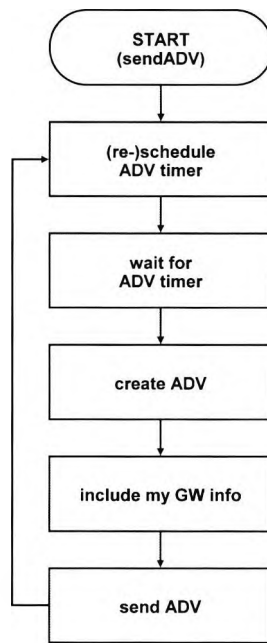 START
(sendADV)
(re-)schedule
ADV timer
wait for
ADV timer
create ADV
include my GW info
send ADV